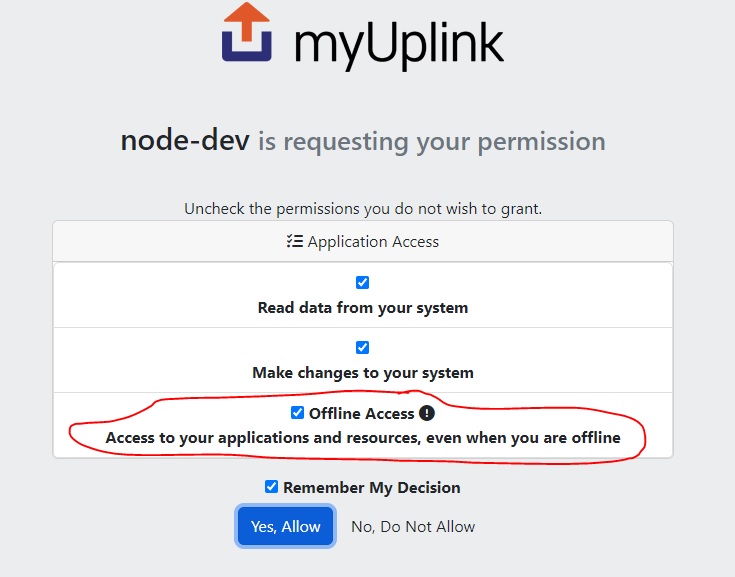 myUplink
node-dev is requesting your permission
Uncheck the permissions you do not wish to grant.
Application Access
Read data from your system
Make changes to your system
Offline Access
Access to your applications and resources, even when you are offline
Remember My Decision
Yes, Allow No, Do Not Allow